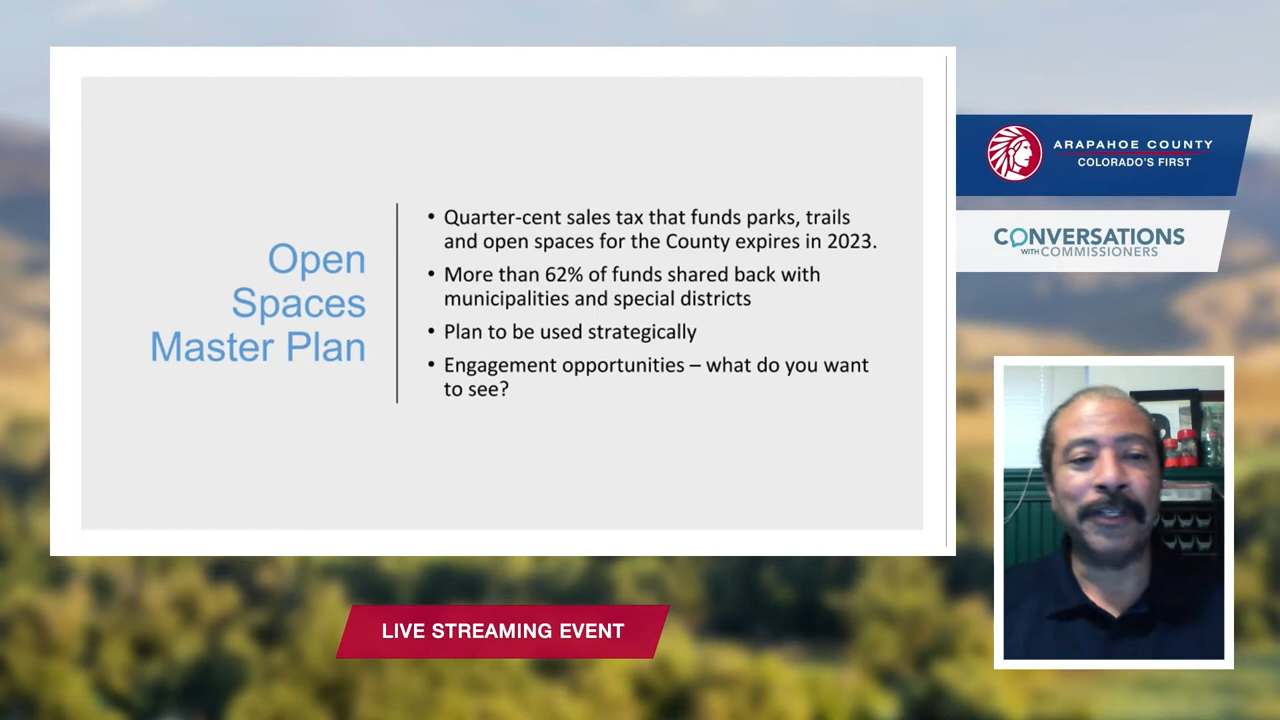 Open
Spaces
Master Plan
• Quarter-cent sales tax that funds parks, trails
and open spaces for the County expires in 2023.
• More than 62% of funds shared back with
municipalities and special districts
• Plan to be used strategically
• Engagement opportunities – what do you want
to see?
ARAPAHOE COUNTY
COLORADO'S FIRST
CONVERSATIONS
WITH COMMISSIONERS
LIVE STREAMING EVENT